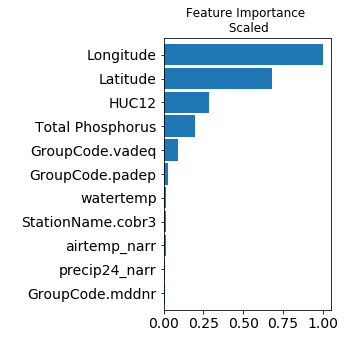 Feature Importance
Scaled
Longitude
Latitude
HUC12
Total Phosphorus
GroupCode.vadeq
GroupCode.padep
watertemp
StationName.cobr3
airtemp_narr
precip24_narr
GroupCode.mddnr
0.00 0.25 0.50 0.75 1.00